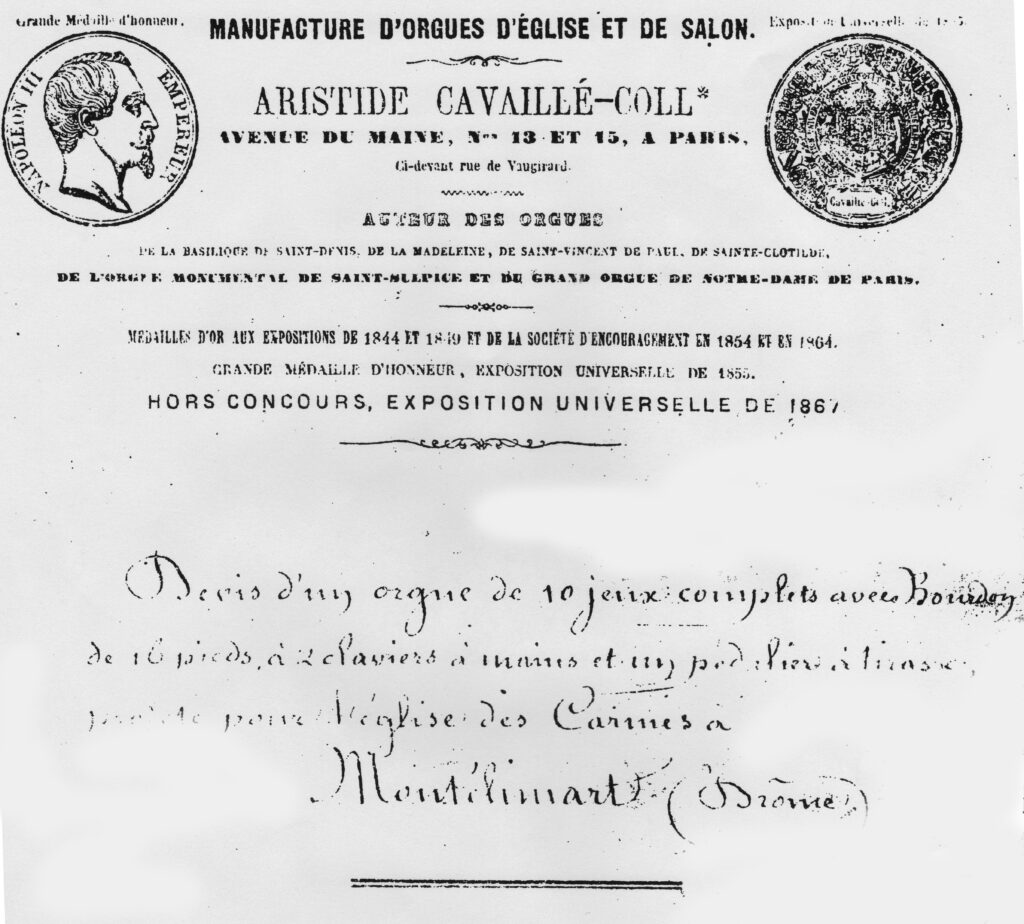 Grande Médaille d'honneur.
Exposition Universelle de 1855.
NAPOLÉON III EMPEREUR
Cavaillé-Coll.
MANUFACTURE D'ORGUES D'ÉGLISE ET DE SALON.
ARISTIDE CAVAILLÉ-COLL*
AVENUE DU MAINE, Nos 13 ET 15, A PARIS,
Ci-devant rue de Vaugirard.
AUTEUR DES ORGUES
DE LA BASILIQUE DE SAINT-DENIS, DE LA MADELEINE, DE SAINT-VINCENT DE PAUL, DE SAINTE-CLOTILDE,
DE L'ORGUE MONUMENTAL DE SAINT-SULPICE ET DU GRAND ORGUE DE NOTRE-DAME DE PARIS.
MÉDAILLES D'OR AUX EXPOSITIONS DE 1844 ET 1849 ET DE LA SOCIÉTÉ D'ENCOURAGEMENT EN 1854 ET EN 1864.
GRANDE MÉDAILLE D'HONNEUR, EXPOSITION UNIVERSELLE DE 1855.
HORS CONCOURS, EXPOSITION UNIVERSELLE DE 1867
Devis d'un orgue de 10 jeux complets avec Bourdon
de 16 pieds, à 2 claviers à mains et un pédalier à tirasse,
pour l'église des Carmes à
Montélimart (Drôme)